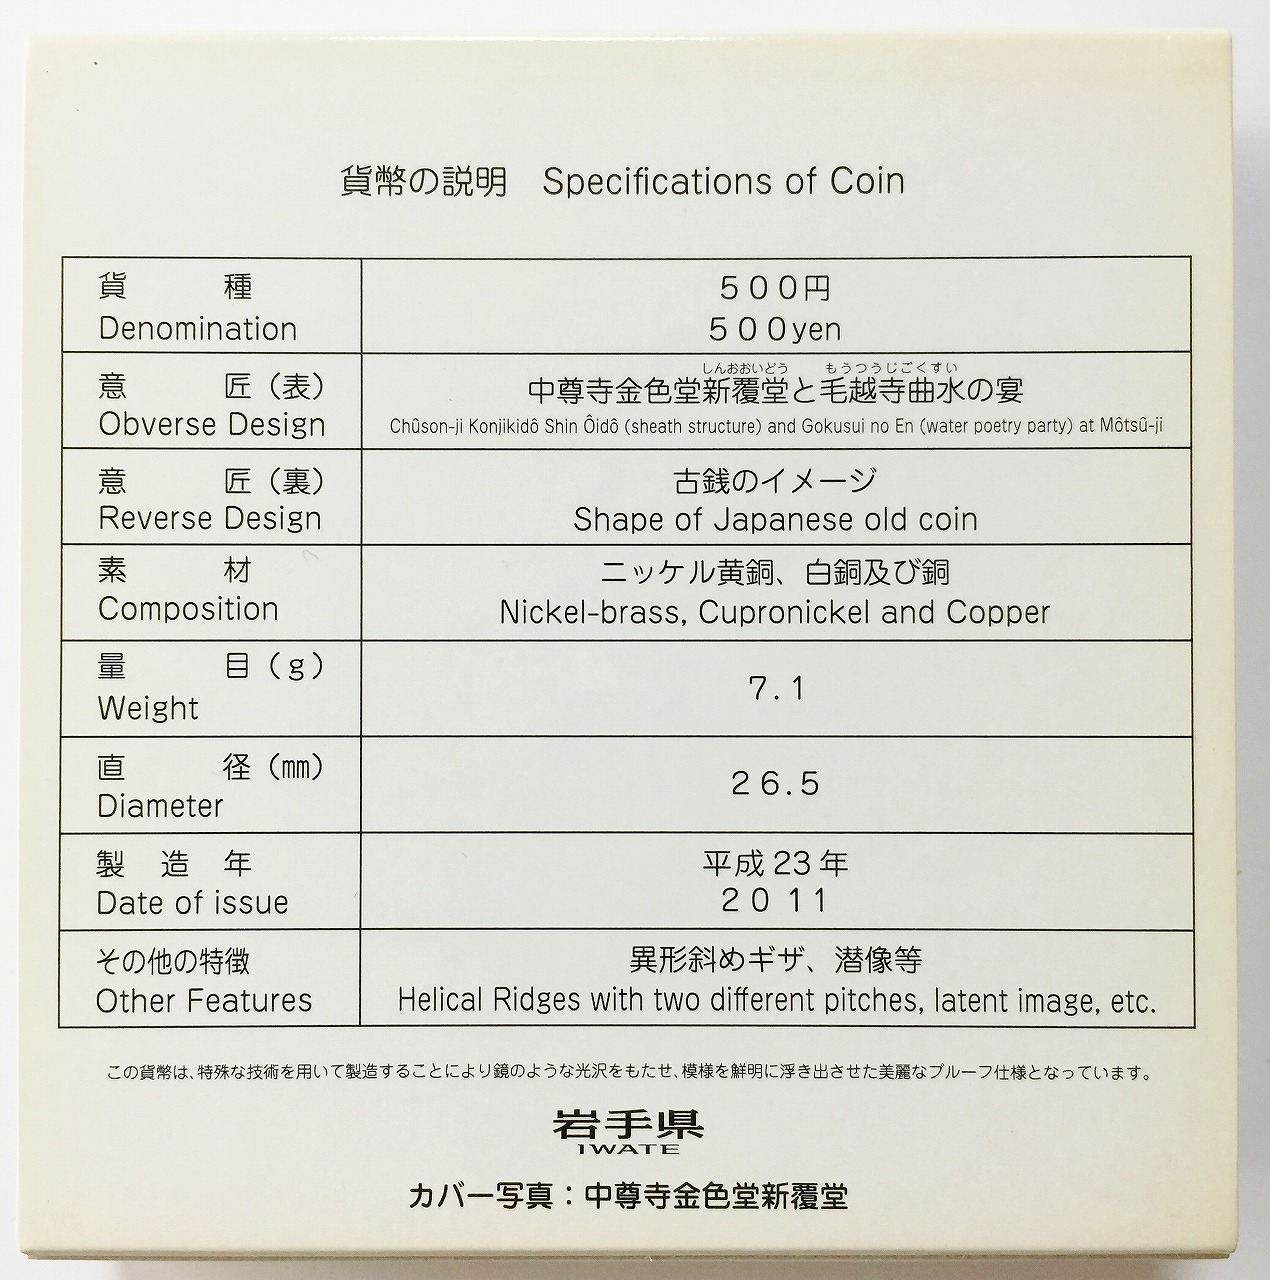 貨幣の説明　Specifications of Coin
貨　種
Denomination
５００円
５００yen
意　匠（表）
Obverse Design
しんおおいどう　もうつうじごくすい
中尊寺金色堂新覆堂と毛越寺曲水の宴
Chûson-ji Konjikidô Shin Ôidô (sheath structure) and Gokusui no En (water poetry party) at Môtsû-ji
意　匠（裏）
Reverse Design
古銭のイメージ
Shape of Japanese old coin
素　材
Composition
ニッケル黄銅、白銅及び銅
Nickel-brass, Cupronickel and Copper
量　目（g）
Weight
７.１
直　径（㎜）
Diameter
２６.５
製　造　年
Date of issue
平成 23 年
２０１１
その他の特徴
Other Features
異形斜めギザ、潜像等
Helical Ridges with two different pitches, latent image, etc.
この貨幣は、特殊な技術を用いて製造することにより鏡のような光沢をもたせ、模様を鮮明に浮き出させた美麗なプルーフ仕様となっています。
岩手県
IWATE
カバー写真：中尊寺金色堂新覆堂